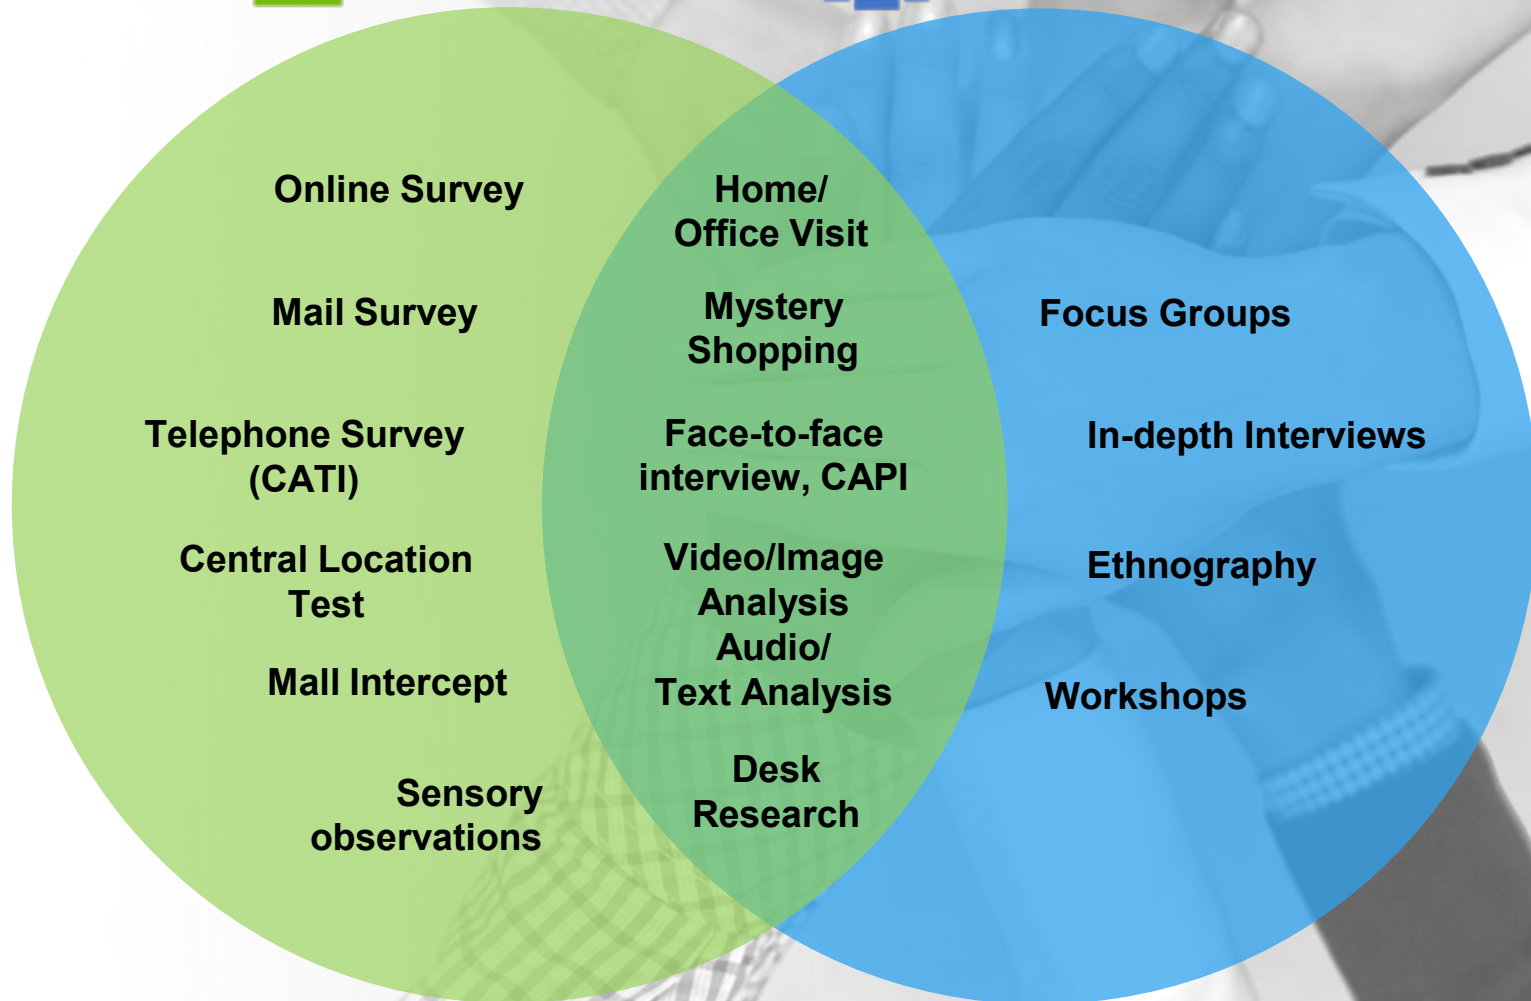 Online Survey
Mail Survey
Telephone Survey
(CATI)
Central Location
Test
Mall Intercept
Sensory
observations
Home/
Office Visit
Mystery
Shopping
Face-to-face
interview, CAPI
Video/Image
Analysis
Audio/
Text Analysis
Desk
Research
Focus Groups
In-depth Interviews
Ethnography
Workshops